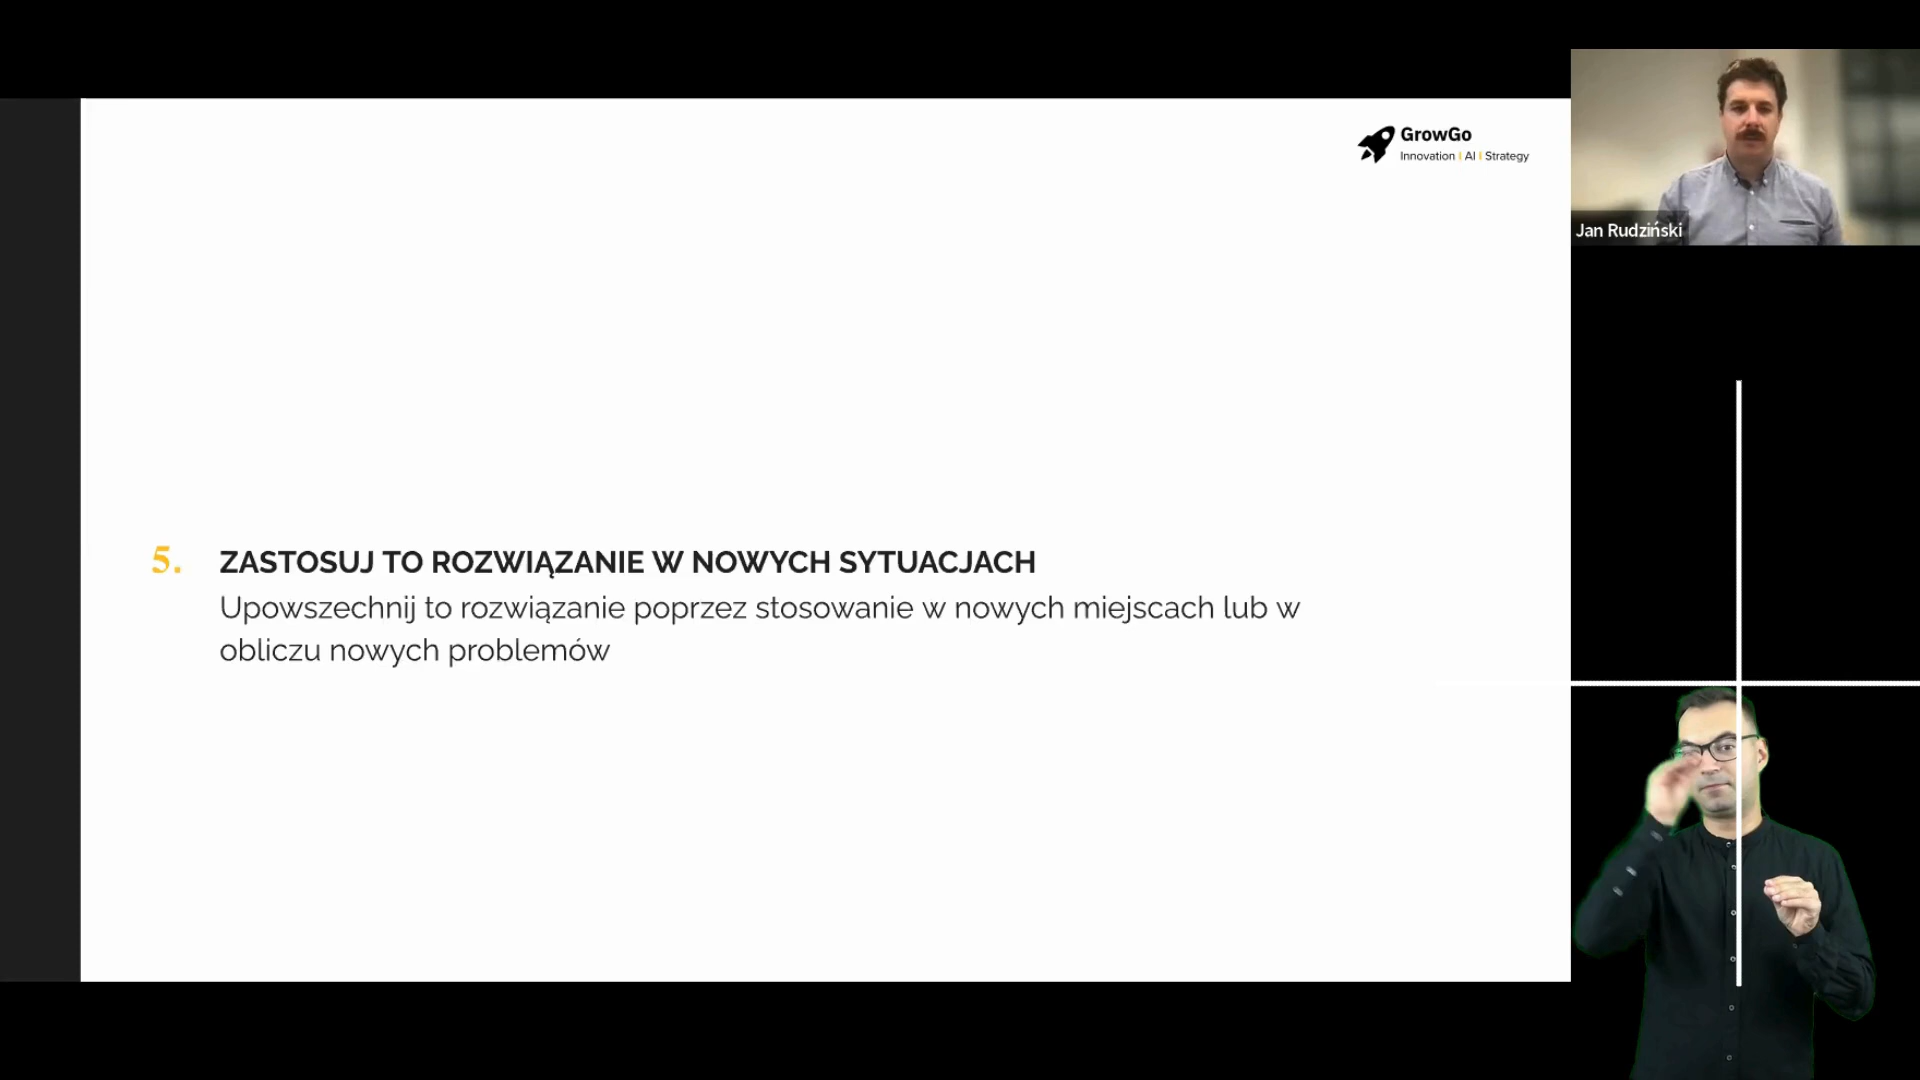 GrowGo
Innovation | AI | Strategy
Jan Rudziński
5. ZASTOSUJ TO ROZWIĄZANIE W NOWYCH SYTUACJACH
Upowszechnij to rozwiązanie poprzez stosowanie w nowych miejscach lub w
obliczu nowych problemów